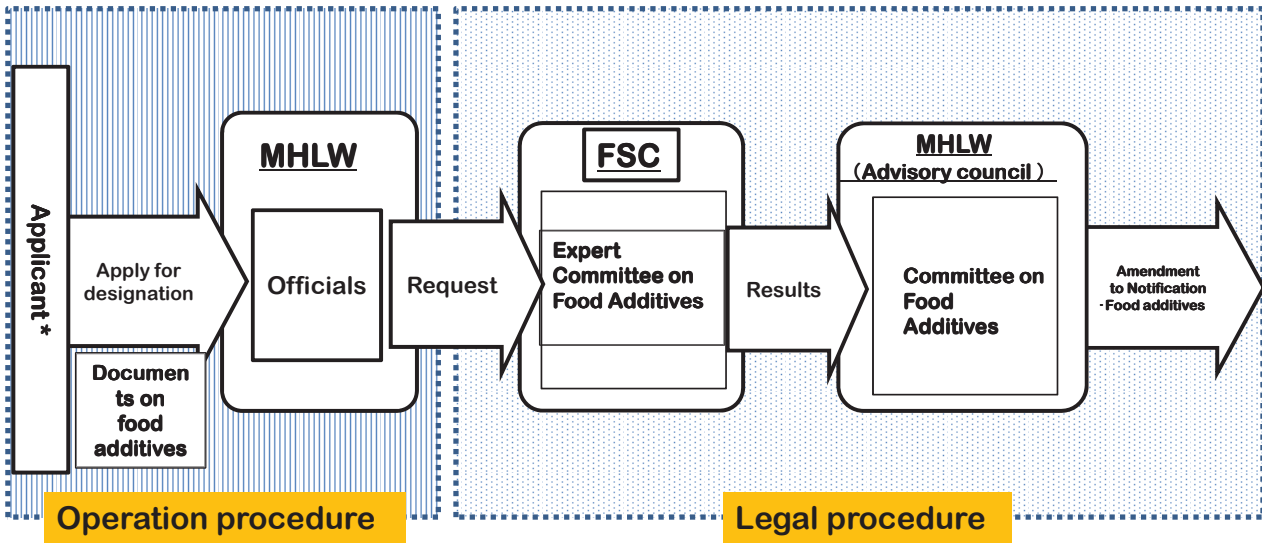 Applicant *
Apply for
designation
Documen
ts on
food
additives
MHLW
Officials
Request
FSC
Expert
Committee on
Food Additives
Results
MHLW
(Advisory council )
Committee on
Food
Additives
Amendment
to Notification
-Food additives
Operation procedure
Legal procedure